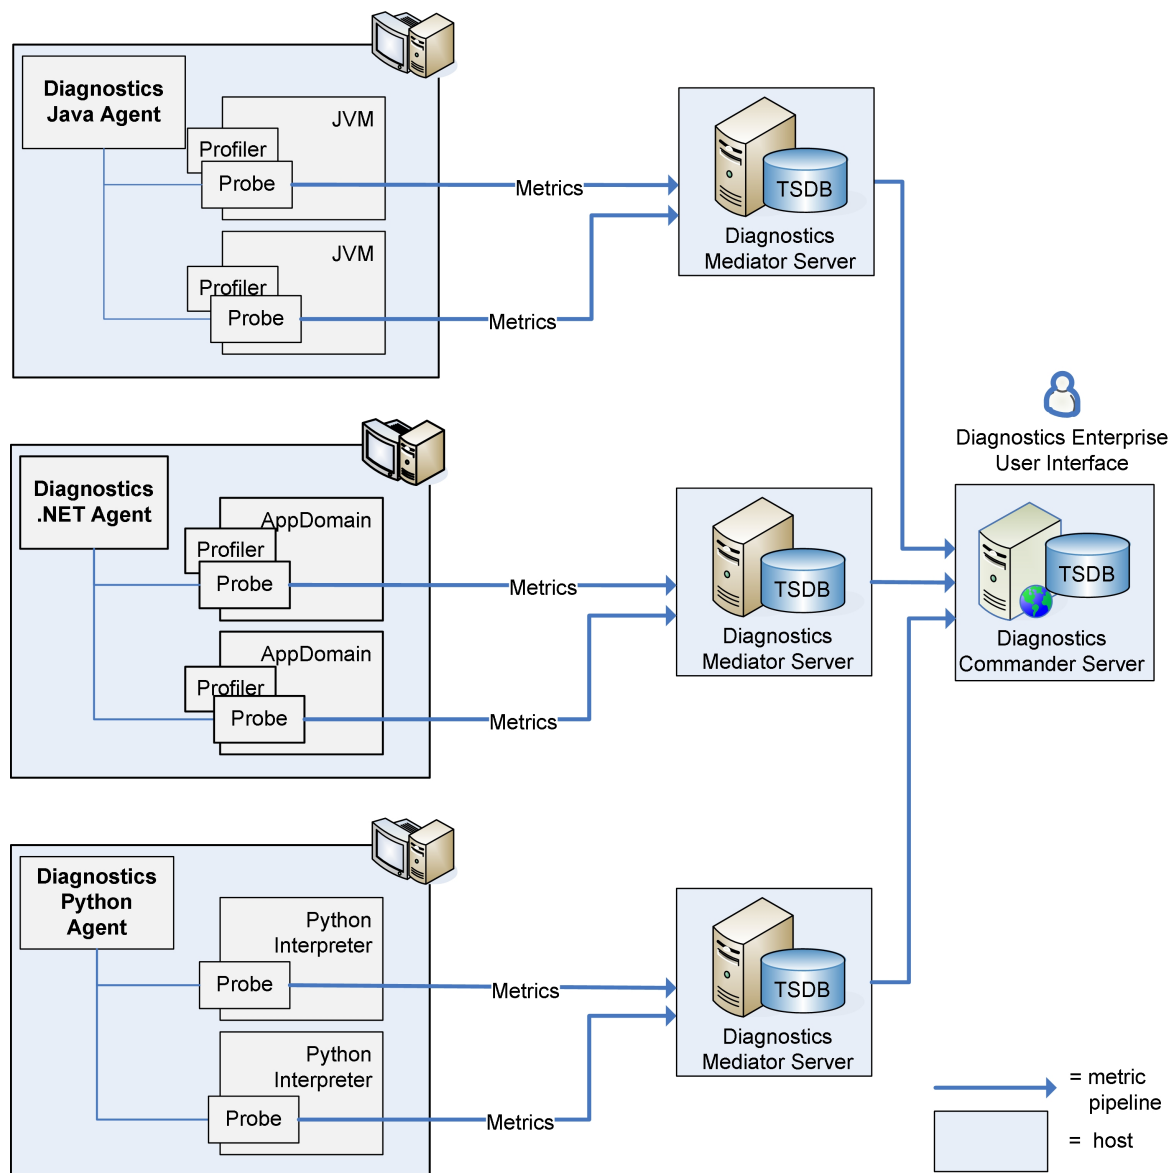 Diagnostics
Java Agent
JVM
Profiler
Probe
Metrics
JVM
Profiler
Probe
Metrics
TSDB
Diagnostics
Mediator Server
Diagnostics
.NET Agent
AppDomain
Profiler
Probe
Metrics
AppDomain
Profiler
Probe
Metrics
TSDB
Diagnostics
Mediator Server
Diagnostics Enterprise
User Interface
TSDB
Diagnostics
Commander Server
Diagnostics
Python
Agent
Python
Interpreter
Probe
Metrics
Python
Interpreter
Probe
Metrics
TSDB
Diagnostics
Mediator Server
= metric
pipeline
= host